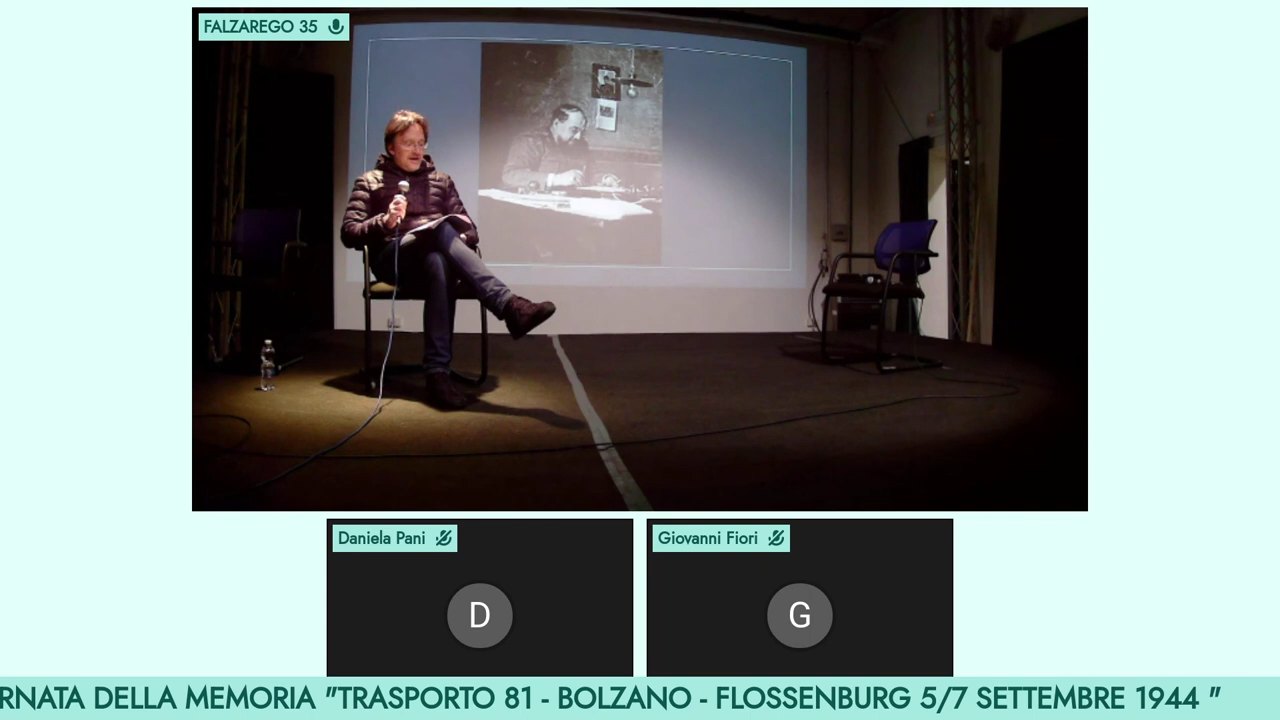 FALZAREGO 35
Daniela Pani
Giovanni Fiori
D
G
RNATA DELLA MEMORIA "TRASPORTO 81 - BOLZANO - FLOSSENBURG 5/7 SETTEMBRE 1944 "